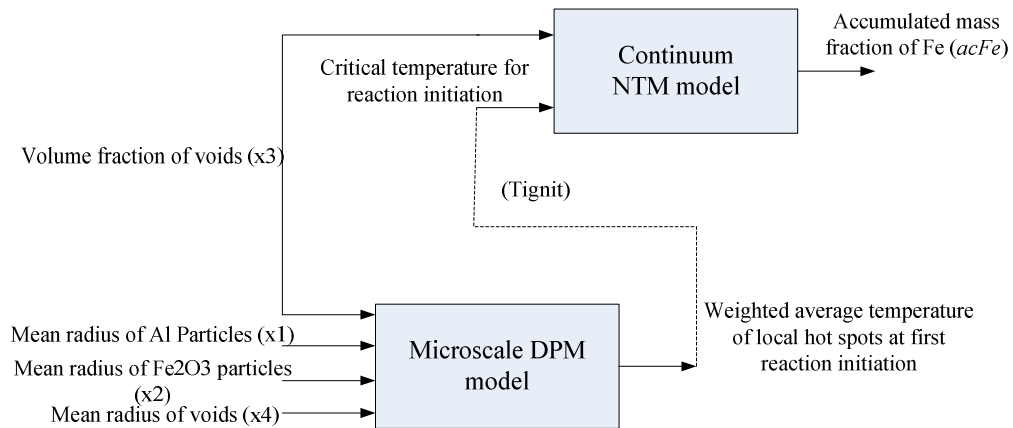 Accumulated mass
fraction of Fe (acFe)
Continuum
NTM model
Critical temperature for
reaction initiation
Volume fraction of voids (x3)
(Tignit)
Weighted average temperature
of local hot spots at first
reaction initiation
Mean radius of Al Particles (x1)
Mean radius of Fe2O3 particles
(x2)
Mean radius of voids (x4)
Microscale DPM
model